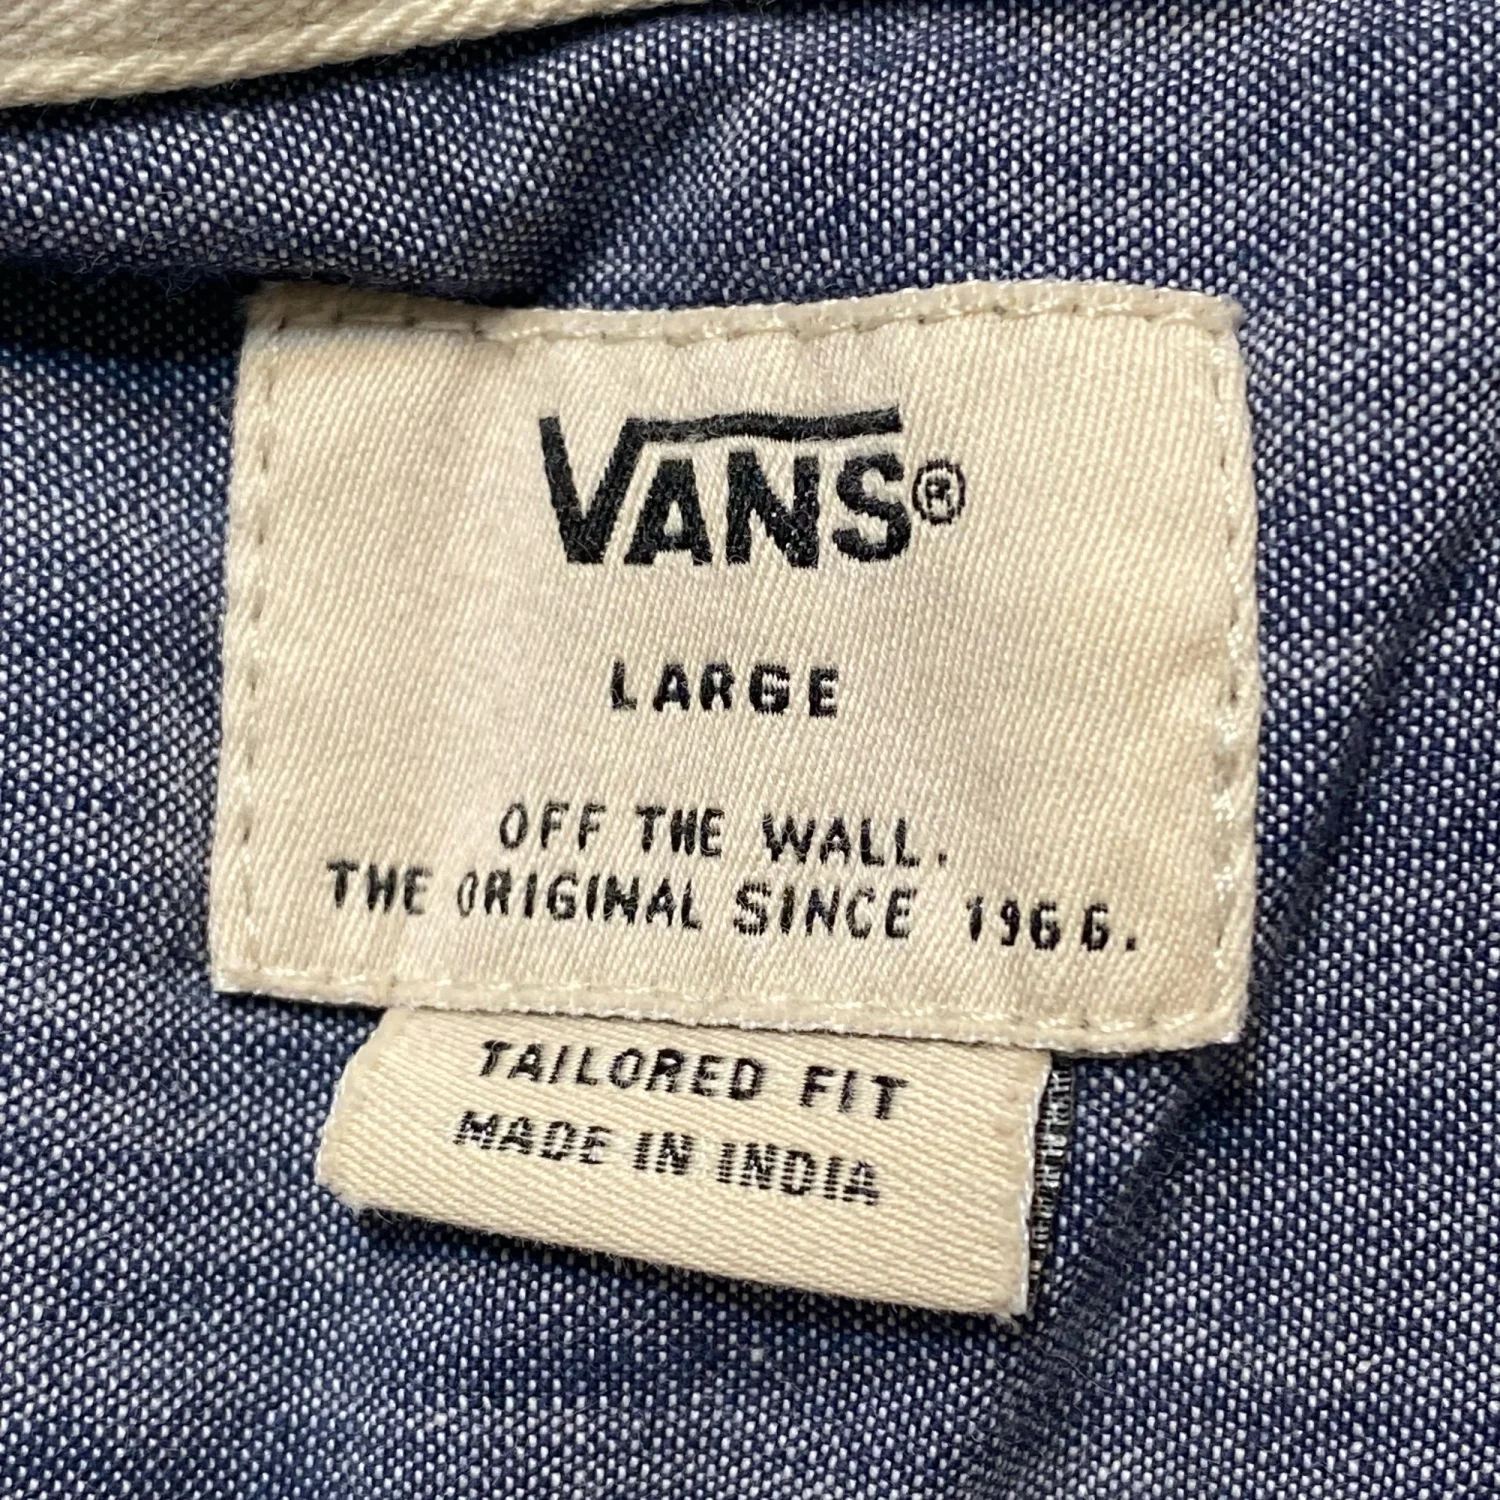 VANS®
LARGE
OFF THE WALL.
THE ORIGINAL SINCE 1966.
TAILORED FIT
MADE IN INDIA